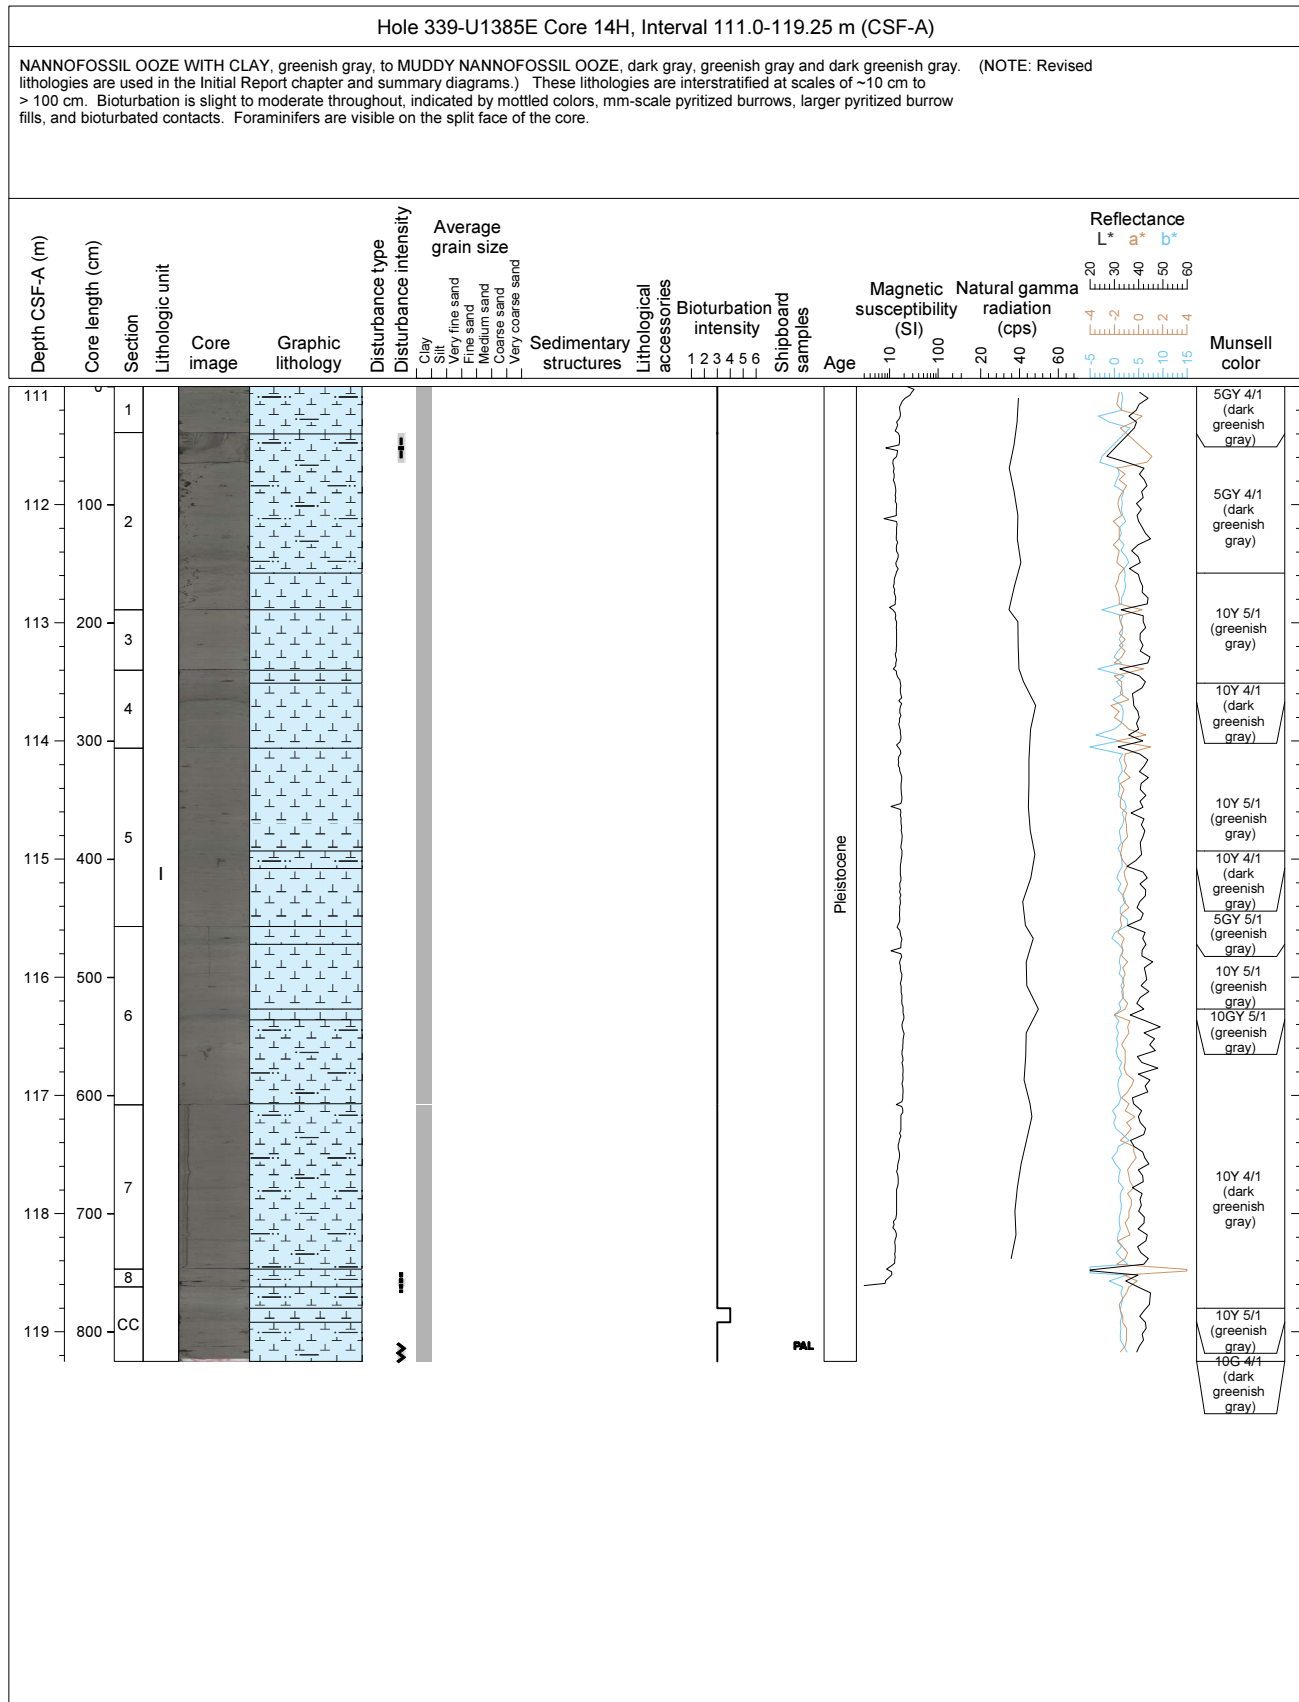 Hole 339-U1385E Core 14H, Interval 111.0-119.25 m (CSF-A)
NANNOFOSSIL OOZE WITH CLAY, greenish gray, to MUDDY NANNOFOSSIL OOZE, dark gray, greenish gray and dark greenish gray. (NOTE: Revised
lithologies are used in the Initial Report chapter and summary diagrams.) These lithologies are interstratified at scales of ~10 cm to
> 100 cm. Bioturbation is slight to moderate throughout, indicated by mottled colors, mm-scale pyritized burrows, larger pyritized burrow
fills, and bioturbated contacts. Foraminifers are visible on the split face of the core.
Depth CSF-A (m)
Core length (cm)
Section
Lithologic unit
Core
image
Graphic
lithology
Disturbance type
Disturbance intensity
Average
grain size
Clay
Silt
Very fine sand
Fine sand
Medium sand
Coarse sand
Very coarse sand
Sedimentary
structures
Lithological
accessories
Bioturbation
intensity
1 2 3 4 5 6
Shipboard
samples
Age
Magnetic
susceptibility
(SI)
10 100
Natural gamma
radiation
(cps)
20 40 60
Reflectance
L* a* b*
20 30 40 50 60
-4 -2 0 2 4
-5 0 5 10 15
Munsell
color
111
112
113
114
115
116
117
118
119
0
100
200
300
400
500
600
700
800
1
2
3
4
5
6
7
8
CC
I
PAL
Pleistocene
5GY 4/1
(dark
greenish
gray)
5GY 4/1
(dark
greenish
gray)
10Y 5/1
(greenish
gray)
10Y 4/1
(dark
greenish
gray)
10Y 5/1
(greenish
gray)
10Y 4/1
(dark
greenish
gray)
5GY 5/1
(greenish
gray)
10Y 5/1
(greenish
gray)
10GY 5/1
(greenish
gray)
10Y 4/1
(dark
greenish
gray)
10Y 5/1
(greenish
gray)
10G 4/1
(dark
greenish
gray)